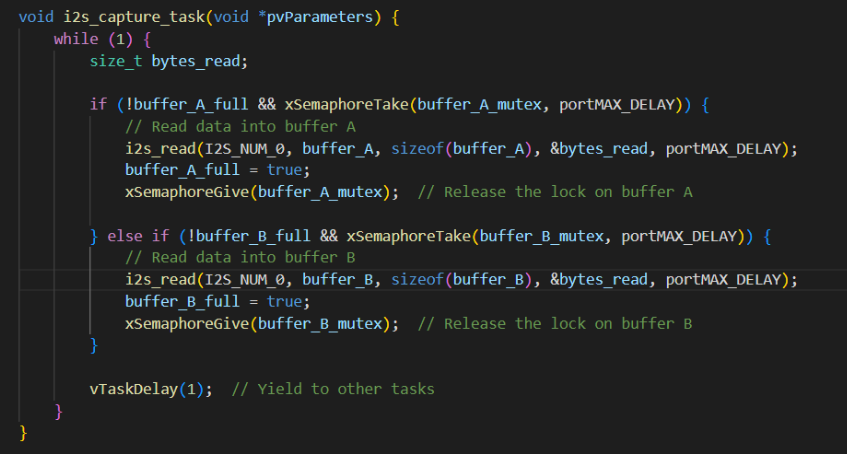 void i2s_capture_task(void *pvParameters) {
    while (1) {
        size_t bytes_read;
        if (!buffer_A_full && xSemaphoreTake(buffer_A_mutex, portMAX_DELAY)) {
            // Read data into buffer A
            i2s_read(I2S_NUM_0, buffer_A, sizeof(buffer_A), &bytes_read, portMAX_DELAY);
            buffer_A_full = true;
            xSemaphoreGive(buffer_A_mutex);  // Release the lock on buffer A
        } else if (!buffer_B_full && xSemaphoreTake(buffer_B_mutex, portMAX_DELAY)) {
            // Read data into buffer B
            i2s_read(I2S_NUM_0, buffer_B, sizeof(buffer_B), &bytes_read, portMAX_DELAY);
            buffer_B_full = true;
            xSemaphoreGive(buffer_B_mutex);  // Release the lock on buffer B
        }
        vTaskDelay(1);  // Yield to other tasks
    }
}